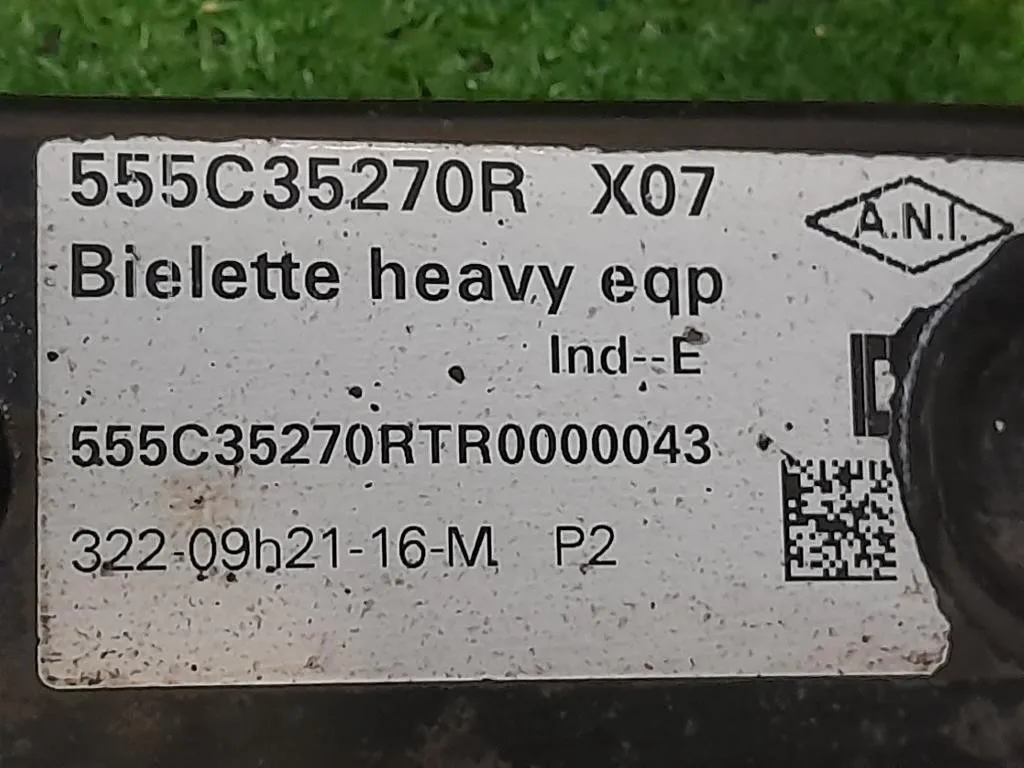 555C35270R X07
A.N.I.
Bielette heavy eqp
Ind--E
555C35270RTR0000043
322-09h21-16-M P2